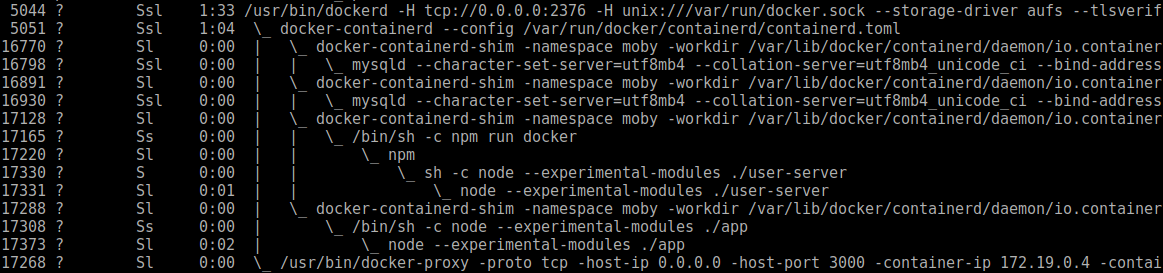 5044 ?        Ssl    1:33 /usr/bin/dockerd -H tcp://0.0.0.0:2376 -H unix:///var/run/docker.sock --storage-driver aufs --tlsverif
 5051 ?        Ssl    1:04  \_ docker-containerd --config /var/run/docker/containerd/containerd.toml
16770 ?        Sl     0:00  |   \_ docker-containerd-shim -namespace moby -workdir /var/lib/docker/containerd/daemon/io.container
16798 ?        Ssl    0:00  |   |   \_ mysqld --character-set-server=utf8mb4 --collation-server=utf8mb4_unicode_ci --bind-address
16891 ?        Sl     0:00  |   \_ docker-containerd-shim -namespace moby -workdir /var/lib/docker/containerd/daemon/io.container
16930 ?        Ssl    0:00  |   |   \_ mysqld --character-set-server=utf8mb4 --collation-server=utf8mb4_unicode_ci --bind-address
17128 ?        Sl     0:00  |   \_ docker-containerd-shim -namespace moby -workdir /var/lib/docker/containerd/daemon/io.container
17165 ?        Ss     0:00  |   |   \_ /bin/sh -c npm run docker
17220 ?        Sl     0:00  |   |       \_ npm
17330 ?        S      0:00  |   |           \_ sh -c node --experimental-modules ./user-server
17331 ?        Sl     0:01  |   |               \_ node --experimental-modules ./user-server
17288 ?        Sl     0:00  |   \_ docker-containerd-shim -namespace moby -workdir /var/lib/docker/containerd/daemon/io.container
17308 ?        Ss     0:00  |       \_ /bin/sh -c node --experimental-modules ./app
17373 ?        Sl     0:02  |           \_ node --experimental-modules ./app
17268 ?        Sl     0:00  \_ /usr/bin/docker-proxy -proto tcp -host-ip 0.0.0.0 -host-port 3000 -container-ip 172.19.0.4 -contai